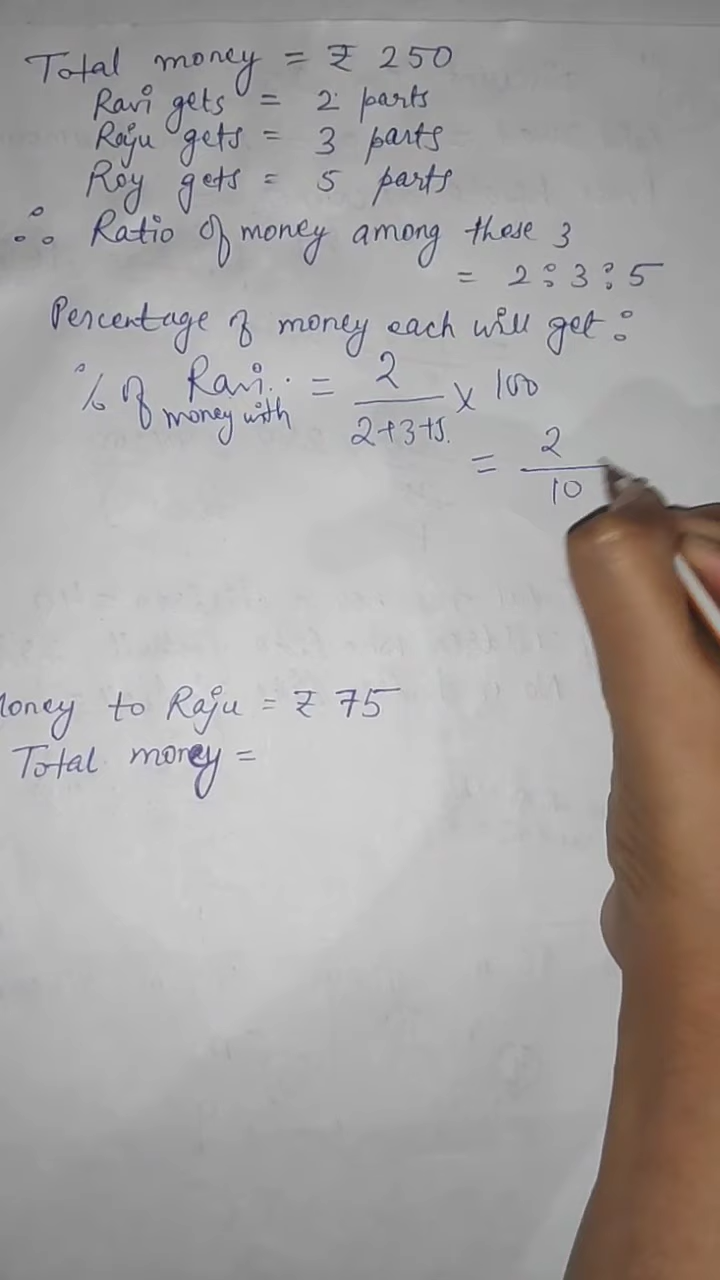 Total money = ₹ 250
Ravi gets = 2 parts
Raju gets = 3 parts
Roy gets = 5 parts
∴ Ratio of money among these 3
= 2:3:5
Percentage of money each will get:
% of Ravi = 2/(2+3+5) × 100
money with
= 2/10
Money to Raju = ₹ 75
Total money =